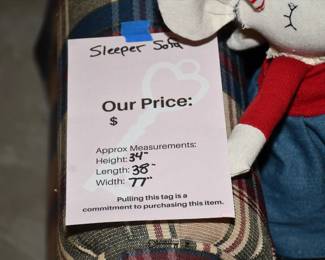 Sleeper Sofa
Our Price:
$
Approx Measurements:
Height: 34"
Length: 38"
Width: 77"
Pulling this tag is a
commitment to purchasing this item.